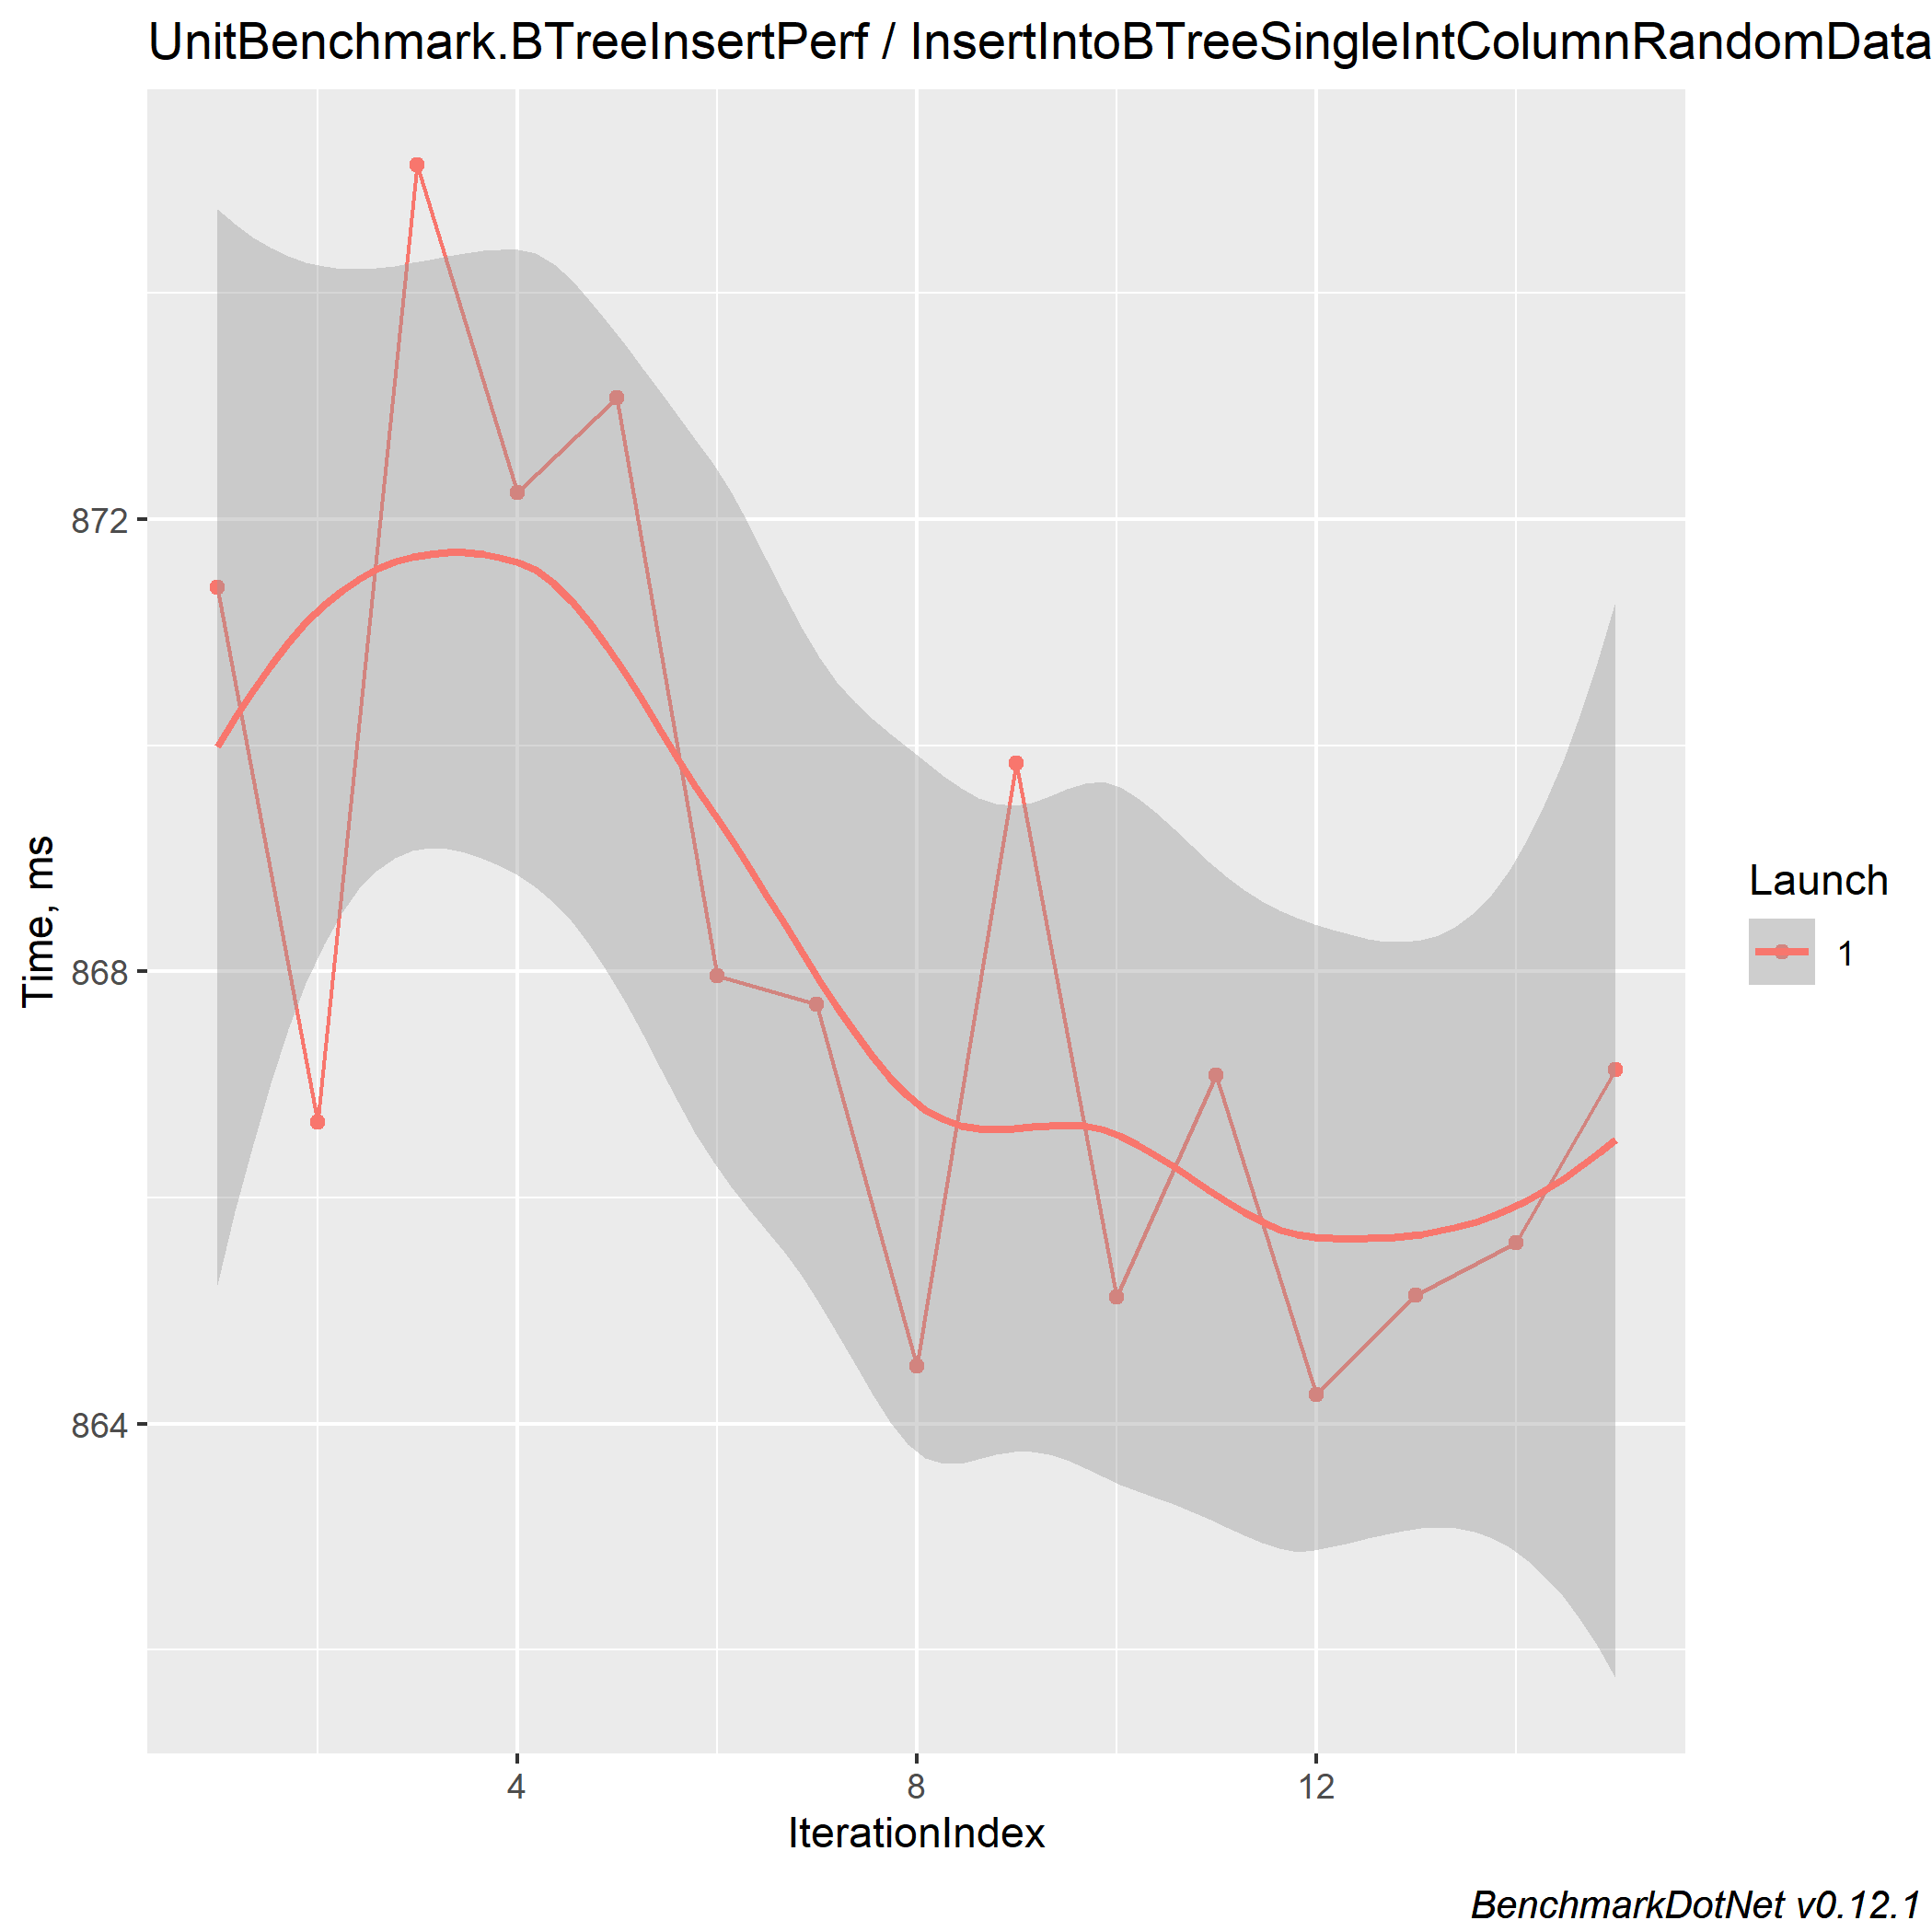 UnitBenchmark.BTreeInsertPerf / InsertIntoBTreeSingleIntColumnRandomData
Time, ms
872
868
864
4 8 12
IterationIndex
Launch
1
BenchmarkDotNet v0.12.1